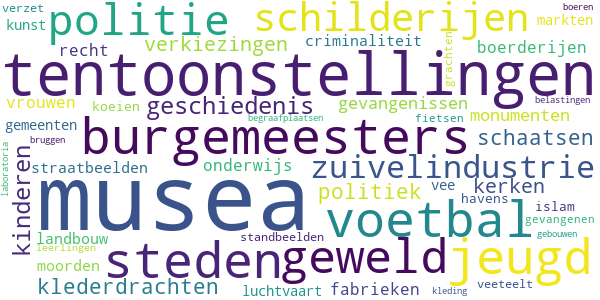 verzet
kunst
politie
schilderijen
boeren
markten
recht
verkiezingen
criminaliteit
grachten
boerderijen
tentoonstellingen
vrouwen
koeien
geschiedenis
gevangenissen
belastingen
monumenten
gemeenten
bruggen
burgemeesters
begraafplaatsen
fietsen
schaatsen
laboratoria
kinderen
straatbeelden
onderwijs
zuivelindustrie
musea
politiek
vee
kerken
havens
islam
gevangenen
voetbal
landbouw
leerlingen
standbeelden
gebouwen
moorden
steden
geweld
jeugd
klederdrachten
luchtvaart
fabrieken
kleding
veeteelt